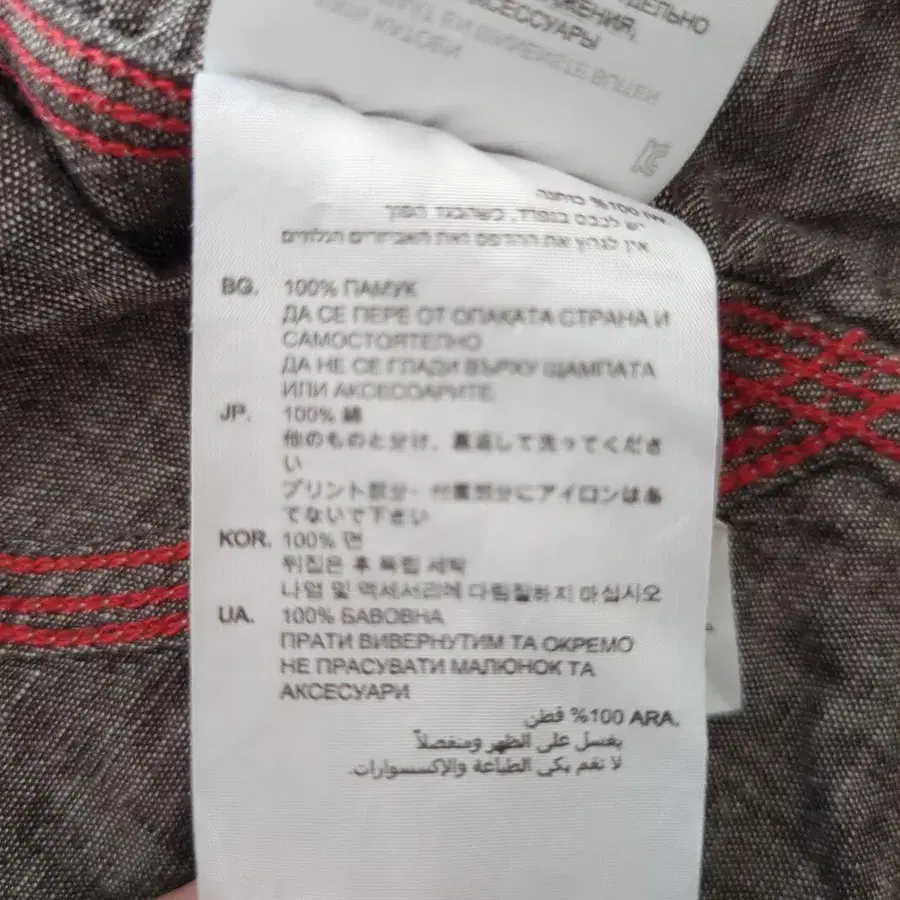 ДЕЛЬНО
АКСЕССУАРЫ
100% כותנה
יש לכבס בנפרד, כשהבגד הפוך
אין לגהץ את ההדפס ואת האביזרים הנלווים
BG. 100% ПАМУК
ДА СЕ ПЕРЕ ОТ ОПАКАТА СТРАНА И
САМОСТОЯТЕЛНО
ДА НЕ СЕ ГЛАДИ ВЪРХУ ЩАМПАТА
ИЛИ АКСЕСОАРИТЕ
JP. 100% 綿
他のものと分け、裏返して洗ってくださ
い
プリント部分・付属部分にアイロンはあ
てないで下さい
KOR. 100% 면
뒤집은 후 독립 세탁
나염 및 액세서리에 다림질하지 마십시오
UA. 100% БАВОВНА
ПРАТИ ВИВЕРНУТИМ ТА ОКРЕМО
НЕ ПРАСУВАТИ МАЛЮНОК ТА
АКСЕСУАРИ
ARA. 100% قطن
يغسل على الظهر ومنفصلاً
لا تقم بكى الطباعة والإكسسوارات.